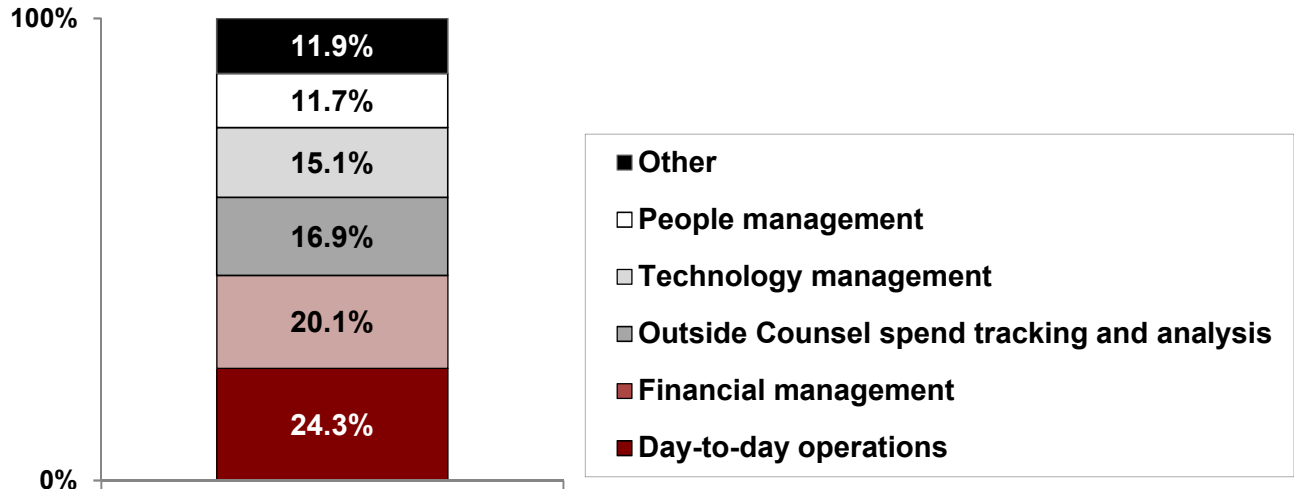 100%
11.9%
11.7%
15.1%
16.9%
20.1%
24.3%
0%
Other
People management
Technology management
Outside Counsel spend tracking and analysis
Financial management
Day-to-day operations